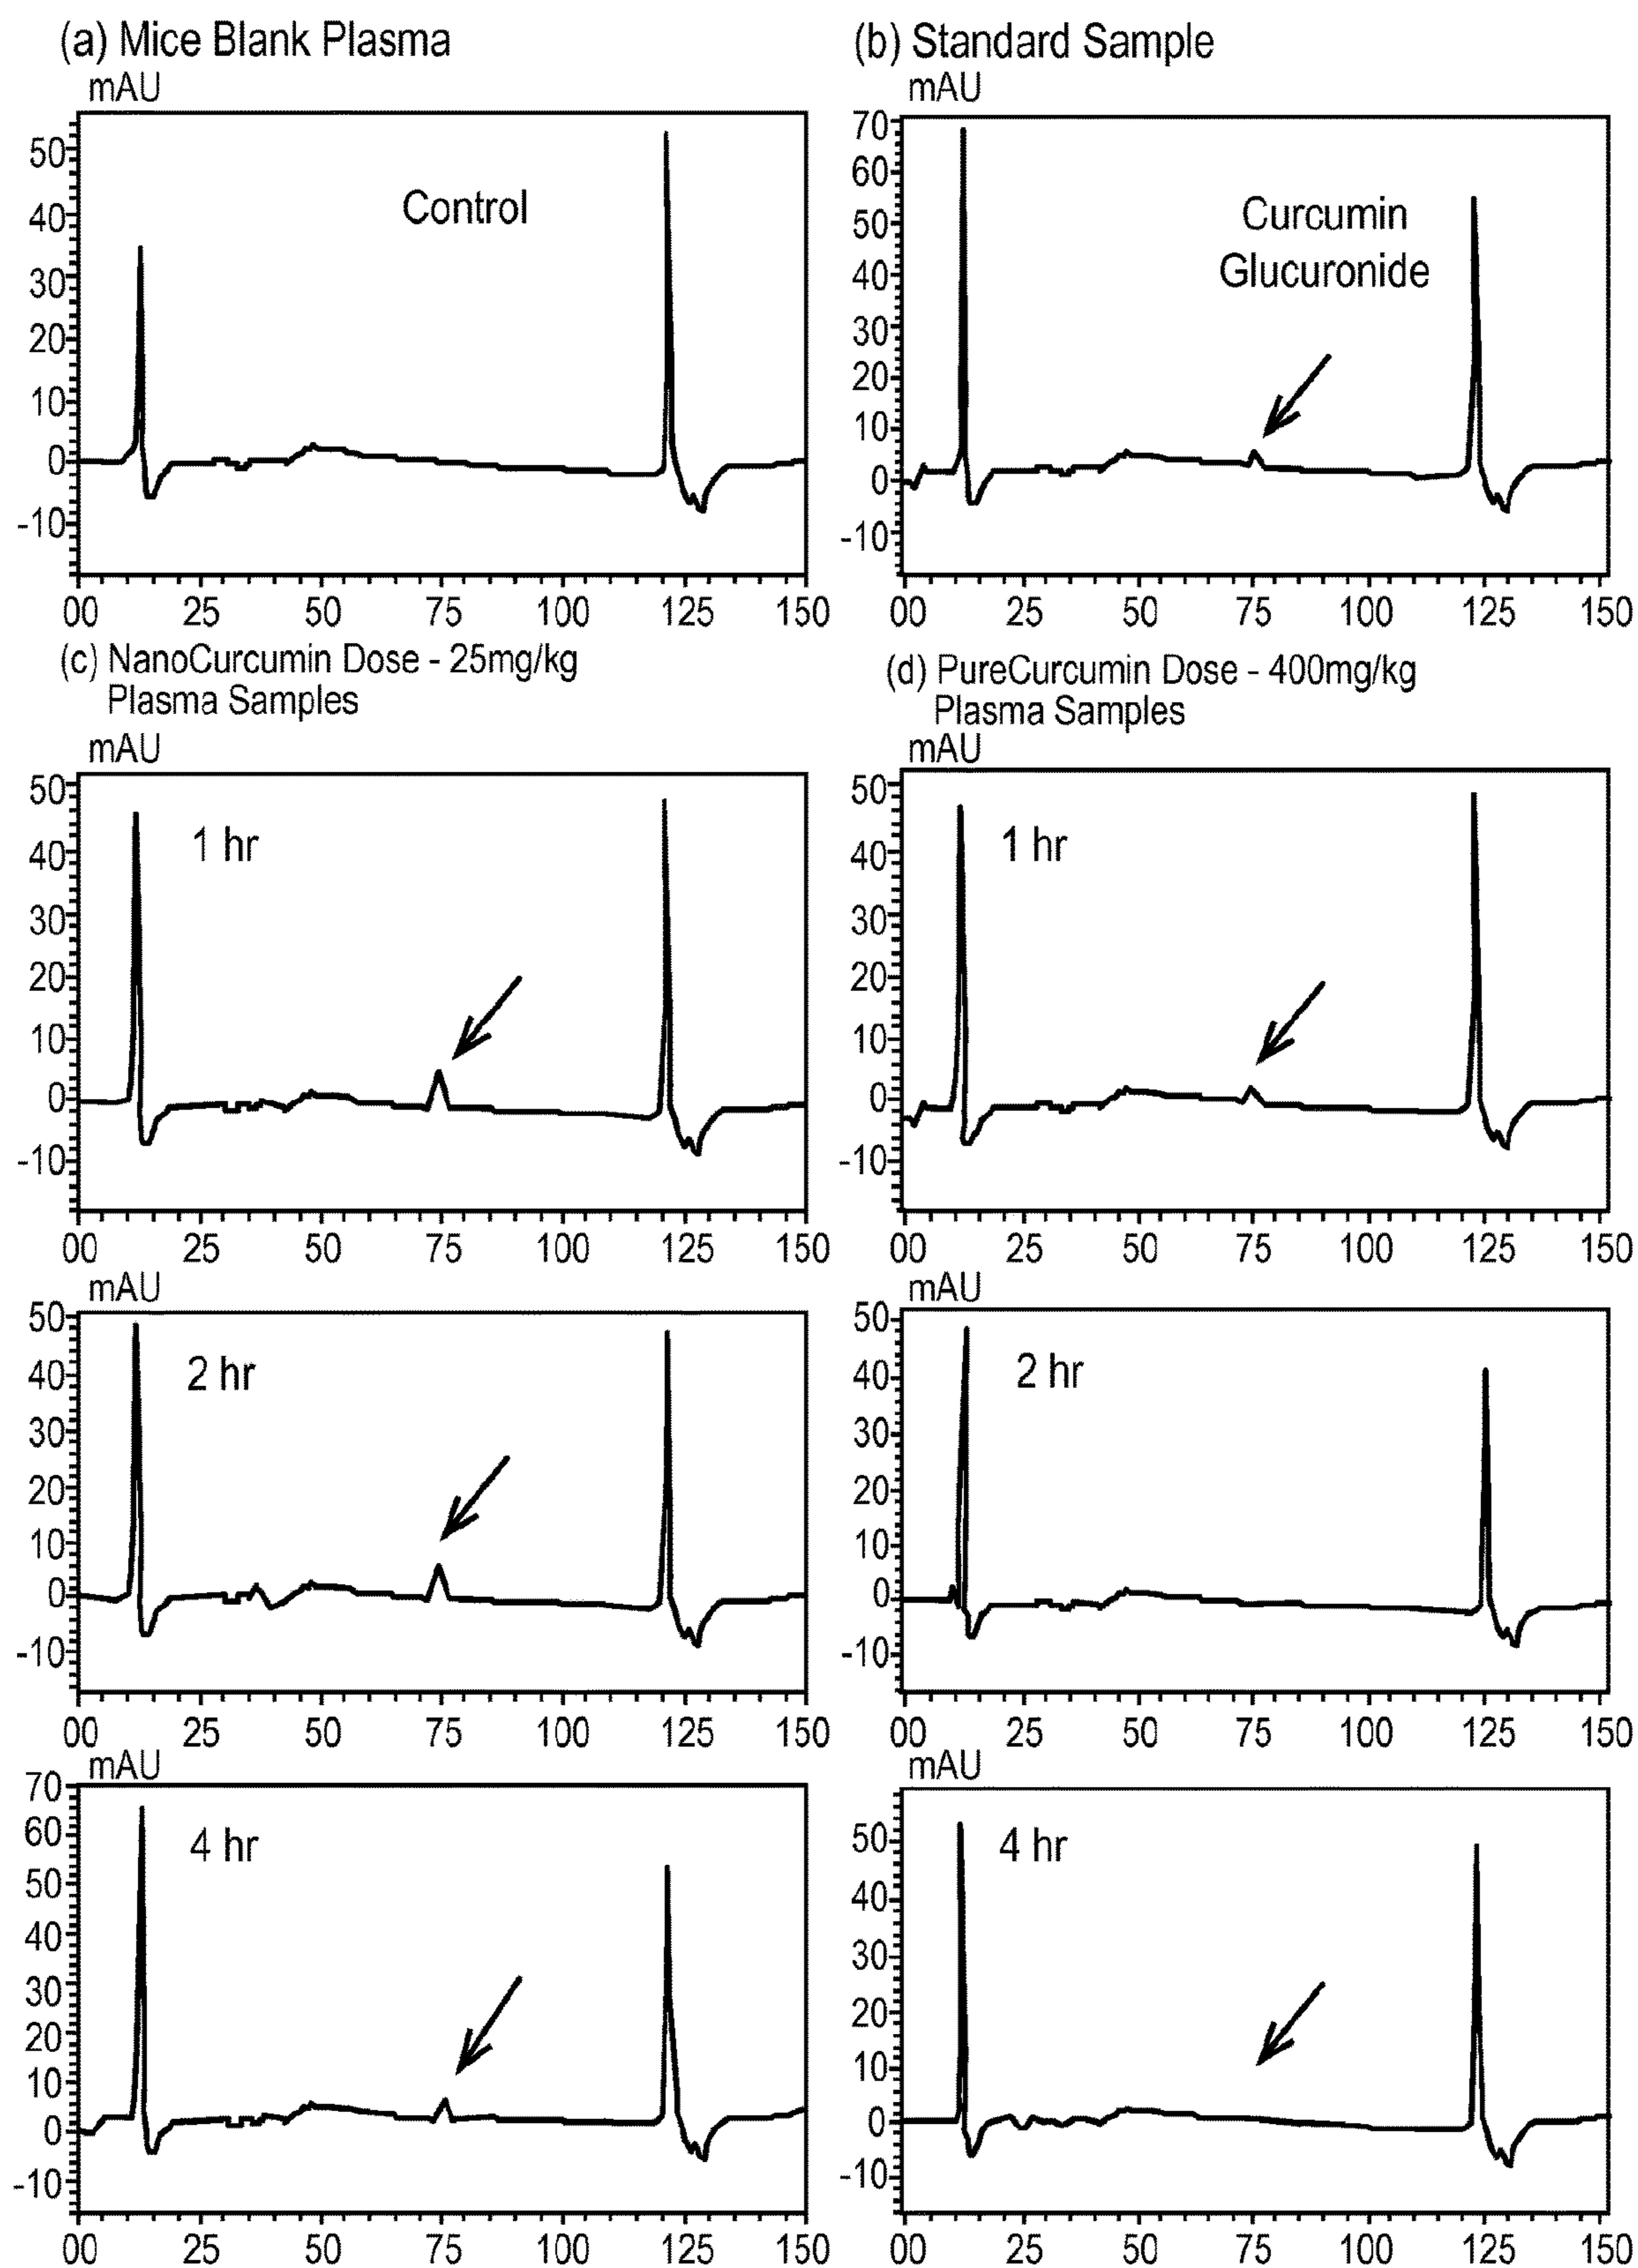 (a) Mice Blank Plasma
mAU
50
40
30
20
10
0
-10
Control
00 25 50 75 100 125 150
(b) Standard Sample
mAU
70
60
50
40
30
20
10
0
-10
Curcumin
Glucuronide
00 25 50 75 100 125 150
(c) NanoCurcumin Dose - 25mg/kg
Plasma Samples
mAU
50
40
30
20
10
0
-10
1 hr
00 25 50 75 100 125 150
mAU
50
40
30
20
10
0
-10
2 hr
00 25 50 75 100 125 150
mAU
70
60
50
40
30
20
10
0
-10
4 hr
00 25 50 75 100 125 150
(d) PureCurcumin Dose - 400mg/kg
Plasma Samples
mAU
50
40
30
20
10
0
-10
1 hr
00 25 50 75 100 125 150
mAU
50
40
30
20
10
0
-10
2 hr
00 25 50 75 100 125 150
mAU
50
40
30
20
10
0
-10
4 hr
00 25 50 75 100 125 150